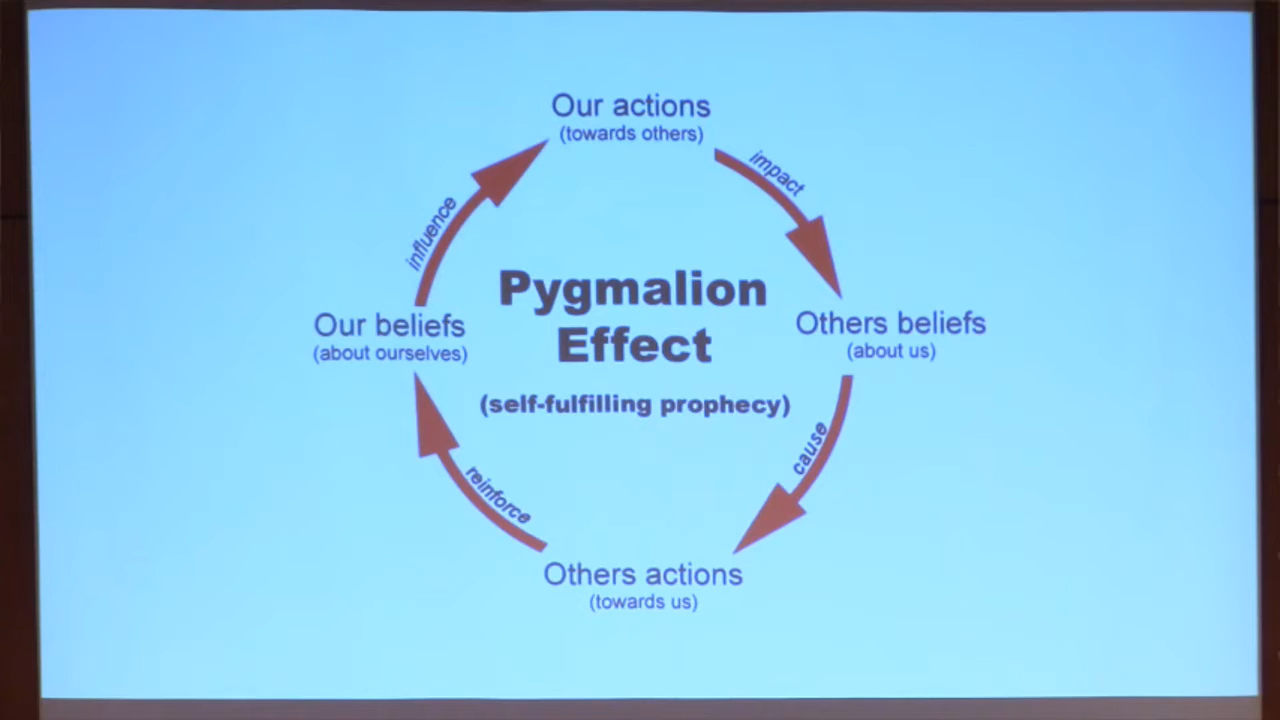 Our actions
(towards others)
impact
influence
Pygmalion
Effect
(self-fulfilling prophecy)
Our beliefs
(about ourselves)
Others beliefs
(about us)
cause
reinforce
Others actions
(towards us)